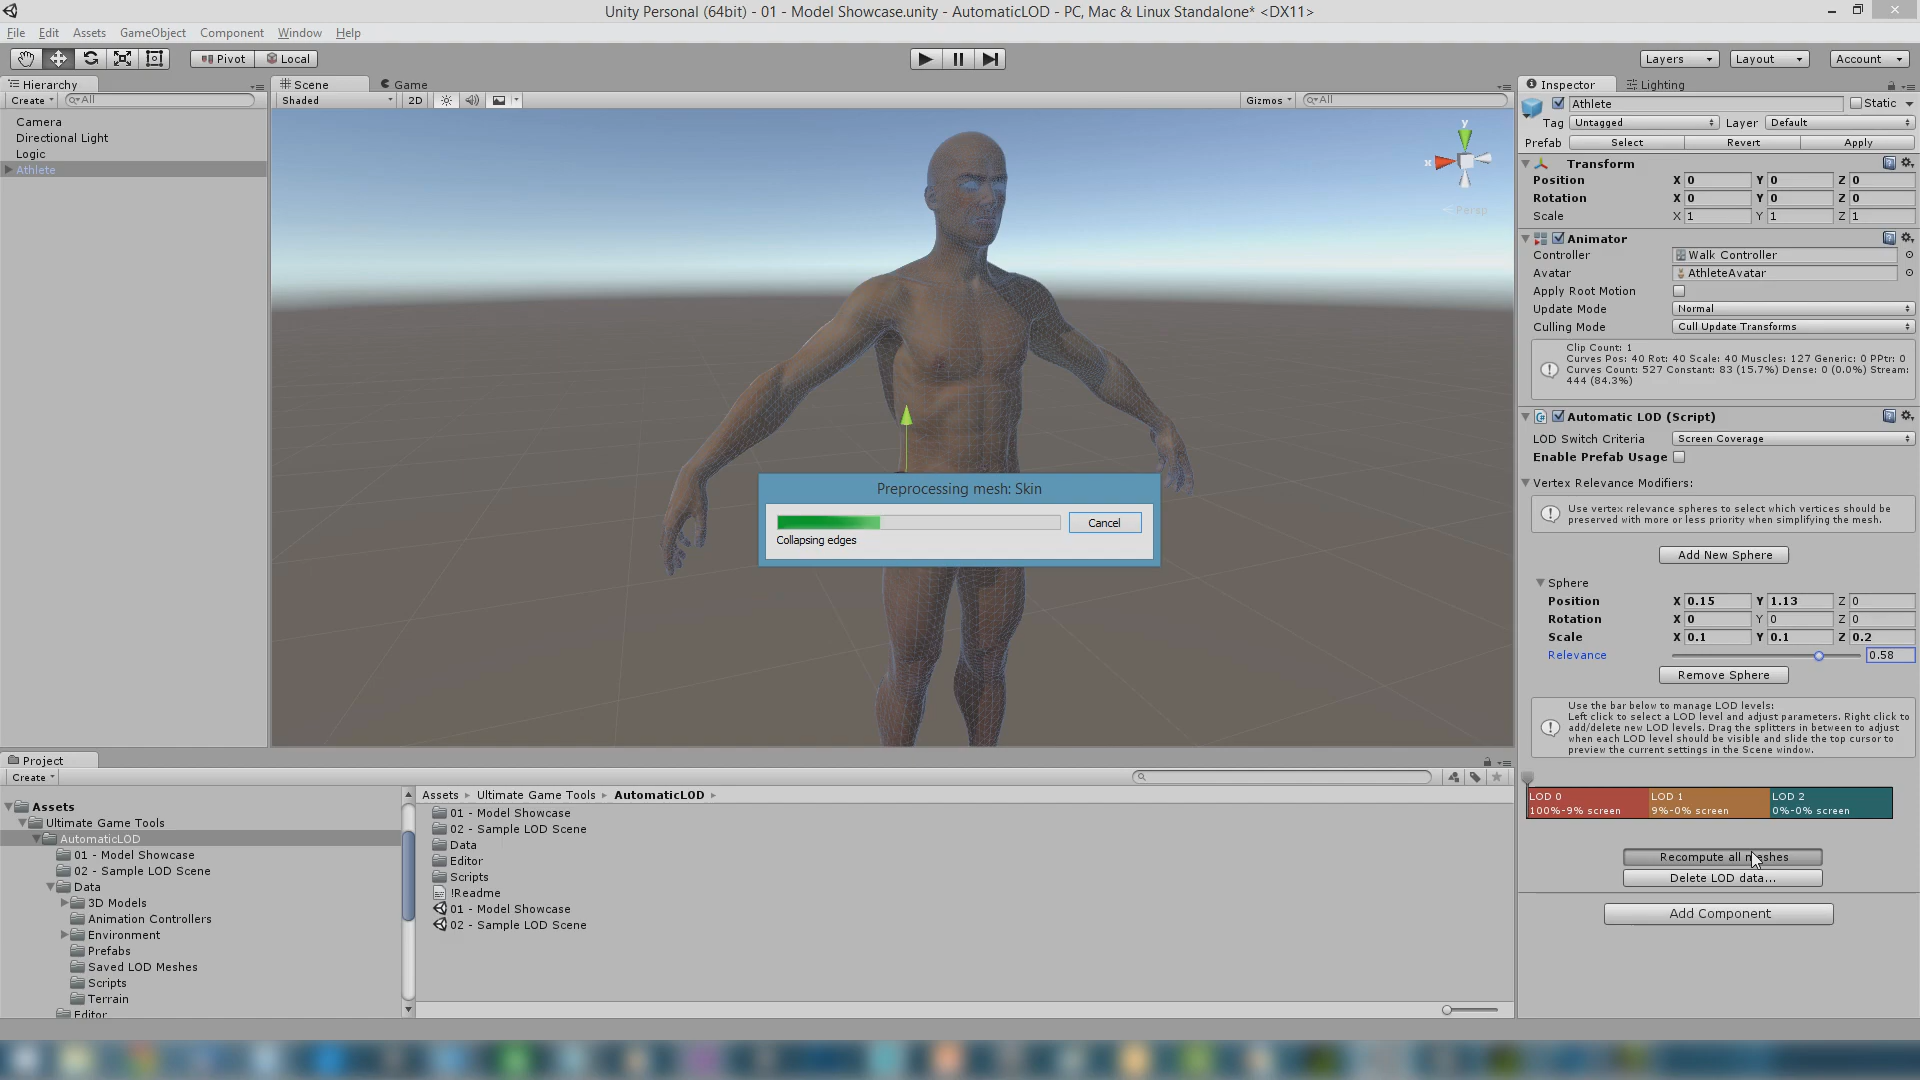 Unity Personal (64bit) - 01 - Model Showcase.unity - AutomaticLOD - PC, Mac & Linux Standalone* <DX11>
File Edit Assets GameObject Component Window Help
Pivot Local Layers Layout Account
Hierarchy
Create All
Camera
Directional Light
Logic
Athlete
Scene Game
Shaded 2D Gizmos All
y
x
Persp
Preprocessing mesh: Skin
Cancel
Collapsing edges
Inspector Lighting
Athlete Static
Tag Untagged Layer Default
Prefab Select Revert Apply
Transform
Position X 0 Y 0 Z 0
Rotation X 0 Y 0 Z 0
Scale X 1 Y 1 Z 1
Animator
Controller Walk Controller
Avatar AthleteAvatar
Apply Root Motion
Update Mode Normal
Culling Mode Cull Update Transforms
Clip Count: 1
Curves Pos: 40 Rot: 40 Scale: 40 Muscles: 127 Generic: 0 PPtr: 0
Curves Count: 527 Constant: 83 (15.7%) Dense: 0 (0.0%) Stream:
444 (84.3%)
Automatic LOD (Script)
LOD Switch Criteria Screen Coverage
Enable Prefab Usage
Vertex Relevance Modifiers:
Use vertex relevance spheres to select which vertices should be
preserved with more or less priority when simplifying the mesh.
Add New Sphere
Sphere
Position X 0.15 Y 1.13 Z 0
Rotation X 0 Y 0 Z 0
Scale X 0.1 Y 0.1 Z 0.2
Relevance 0.58
Remove Sphere
Use the bar below to manage LOD levels:
Left click to select a LOD level and adjust parameters. Right click to
add/delete new LOD levels. Drag the splitters in between to adjust
when each LOD level should be visible and slide the top cursor to
preview the current settings in the Scene window.
LOD 0 LOD 1 LOD 2
100%-9% screen 9%-0% screen 0%-0% screen
Recompute all meshes
Delete LOD data...
Add Component
Project
Create
Assets
Ultimate Game Tools
AutomaticLOD
01 - Model Showcase
02 - Sample LOD Scene
Data
3D Models
Animation Controllers
Environment
Prefabs
Saved LOD Meshes
Scripts
Terrain
Editor
Assets Ultimate Game Tools AutomaticLOD
01 - Model Showcase
02 - Sample LOD Scene
Data
Editor
Scripts
!Readme
01 - Model Showcase
02 - Sample LOD Scene